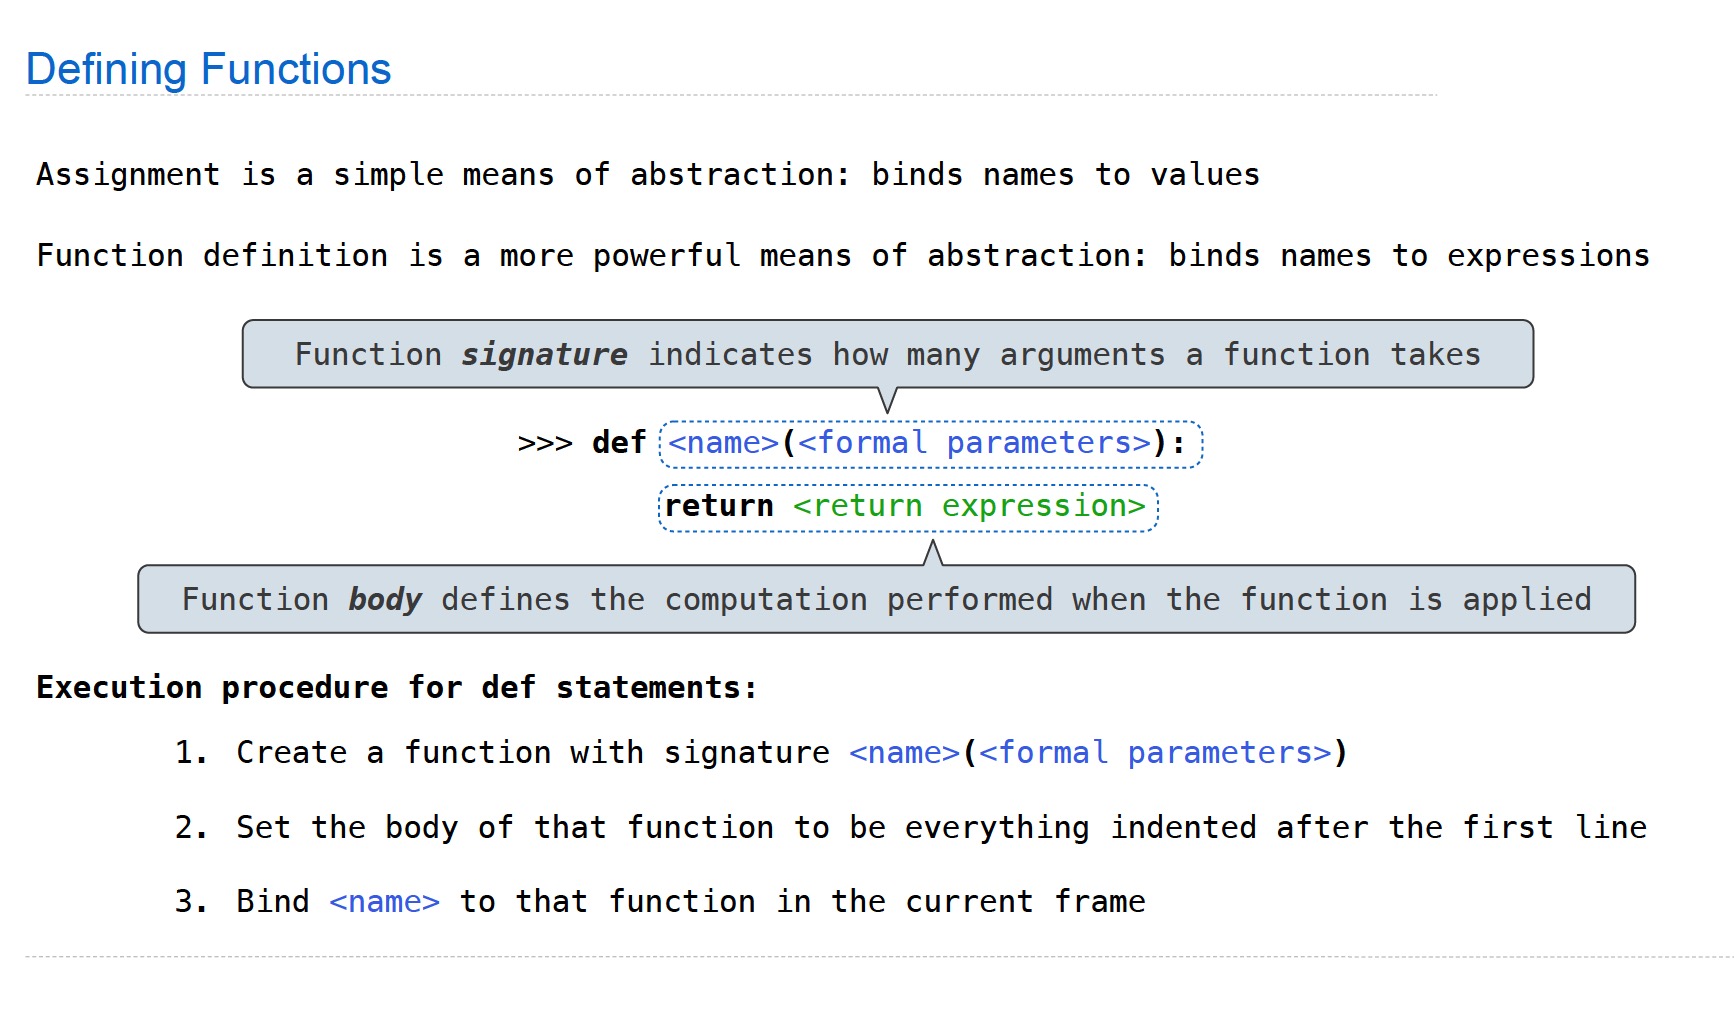 Defining Functions
Assignment is a simple means of abstraction: binds names to values
Function definition is a more powerful means of abstraction: binds names to expressions
Function signature indicates how many arguments a function takes
>>> def <name>(<formal parameters>):
return <return expression>
Function body defines the computation performed when the function is applied
Execution procedure for def statements:
1. Create a function with signature <name>(<formal parameters>)
2. Set the body of that function to be everything indented after the first line
3. Bind <name> to that function in the current frame